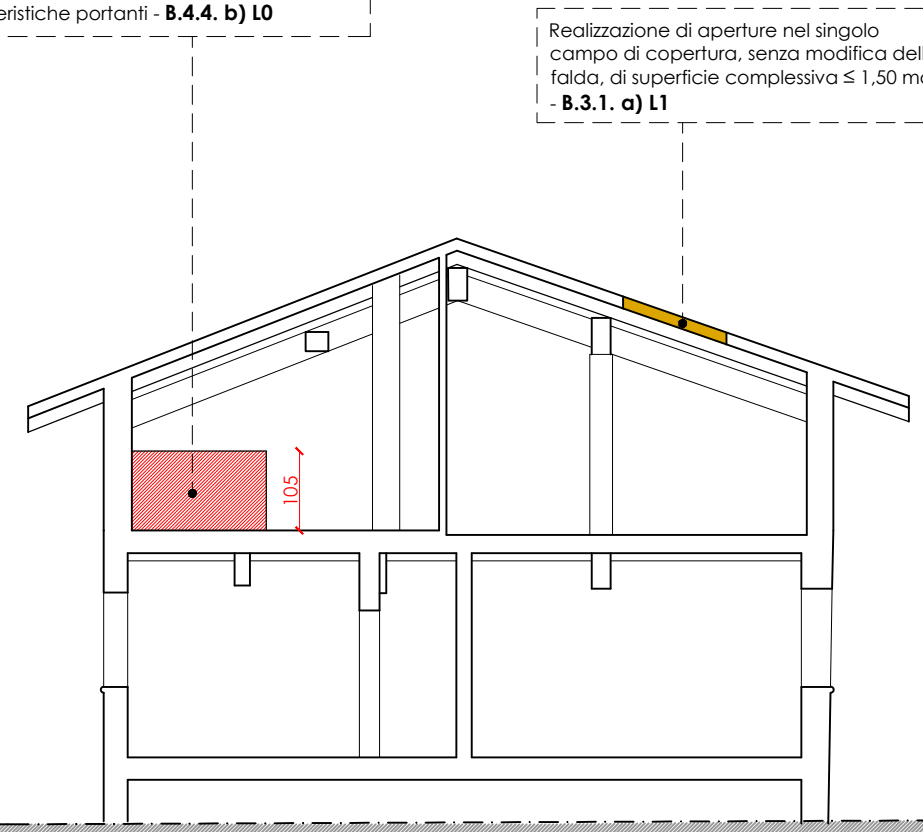 eristiche portanti - B.4.4. b) L0
Realizzazione di aperture nel singolo
campo di copertura, senza modifica dell
falda, di superficie complessiva ≤ 1,50 m
- B.3.1. a) L1
105